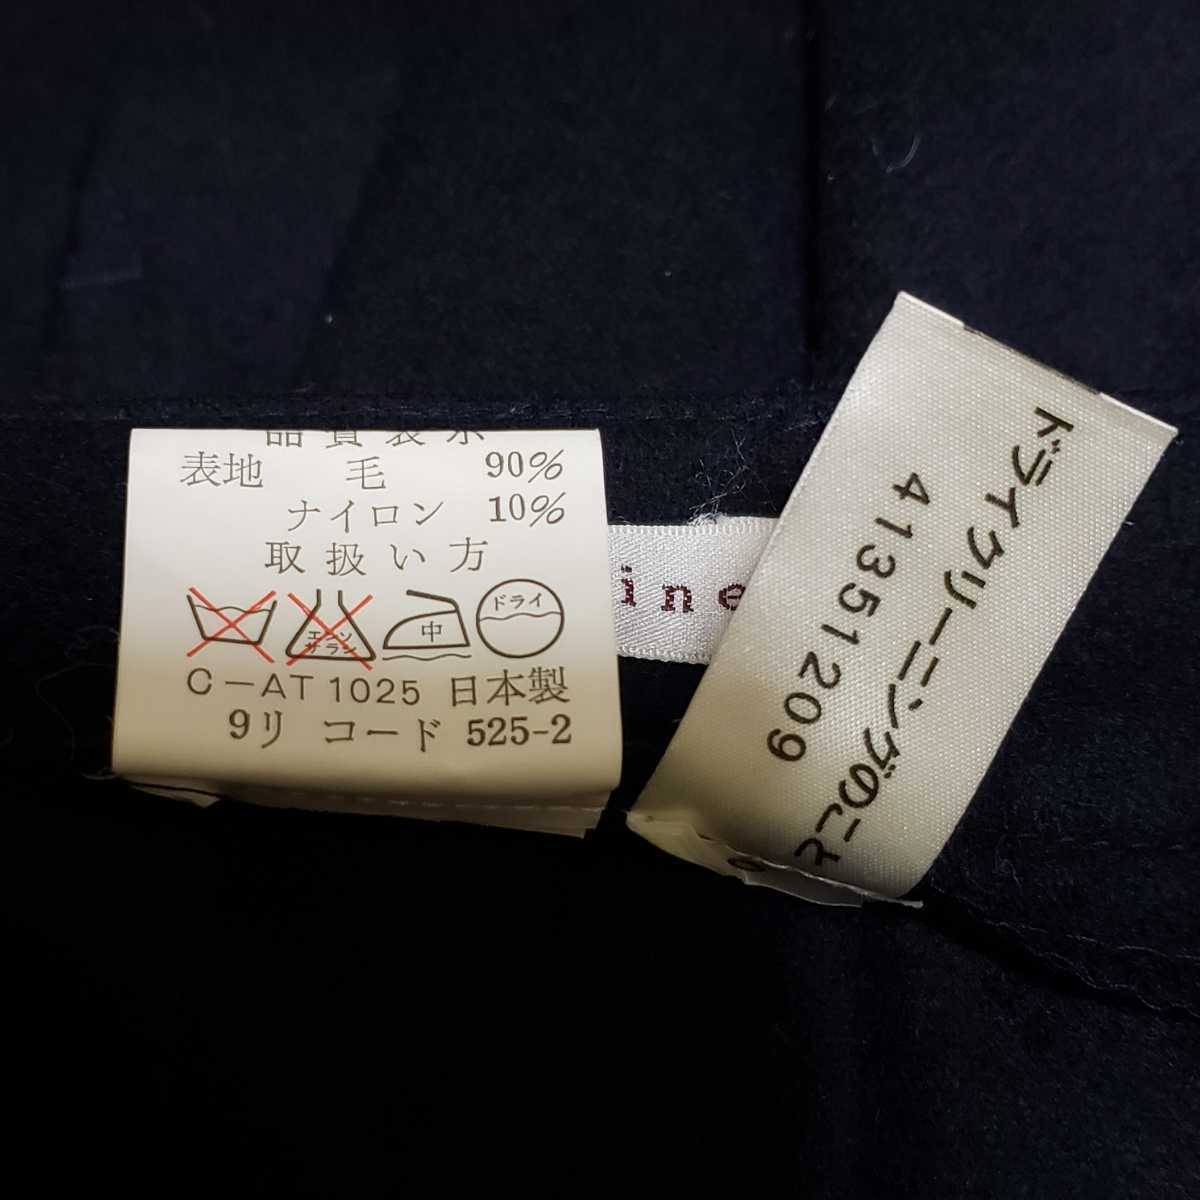 品質表示
表地 毛 90%
ナイロン 10%
取扱い方
エンソ
サラシ
中
ドライ
C-AT1025 日本製
9リ コード 525-2
ine
ドライクリーニングのこと
41351209